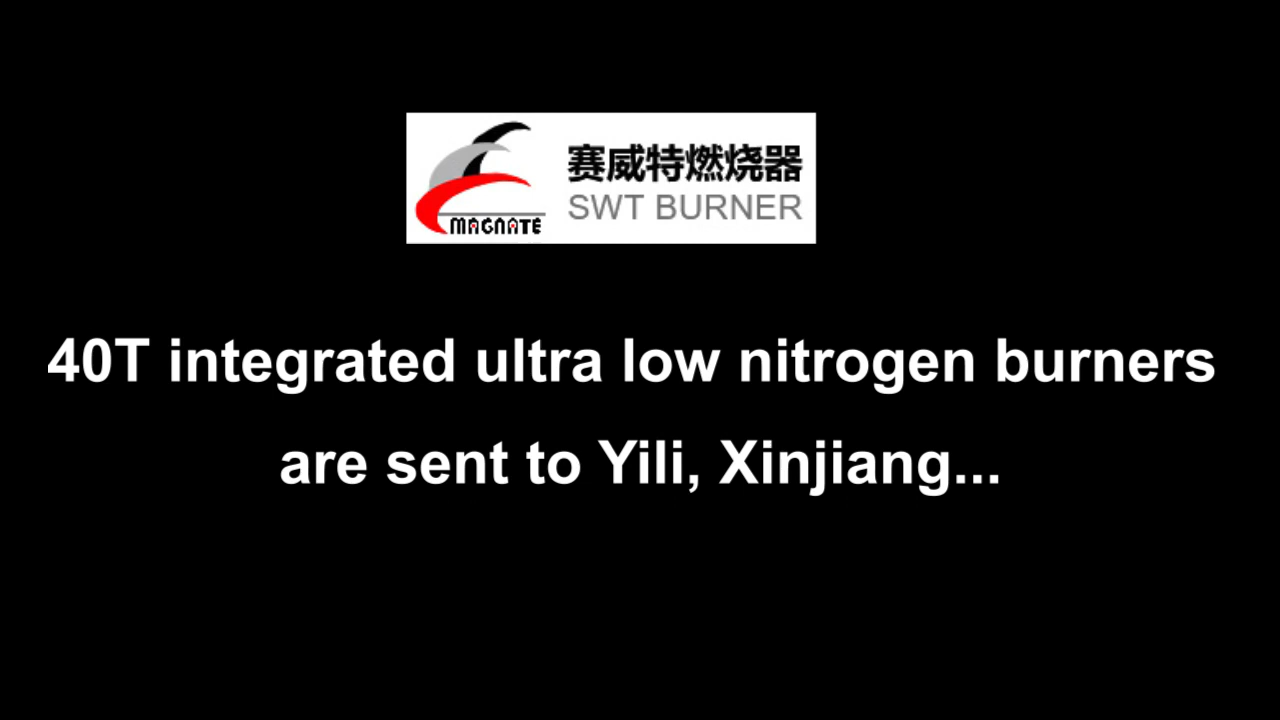 赛威特燃烧器
SWT BURNER
MAGNATE
40T integrated ultra low nitrogen burners
are sent to Yili, Xinjiang...